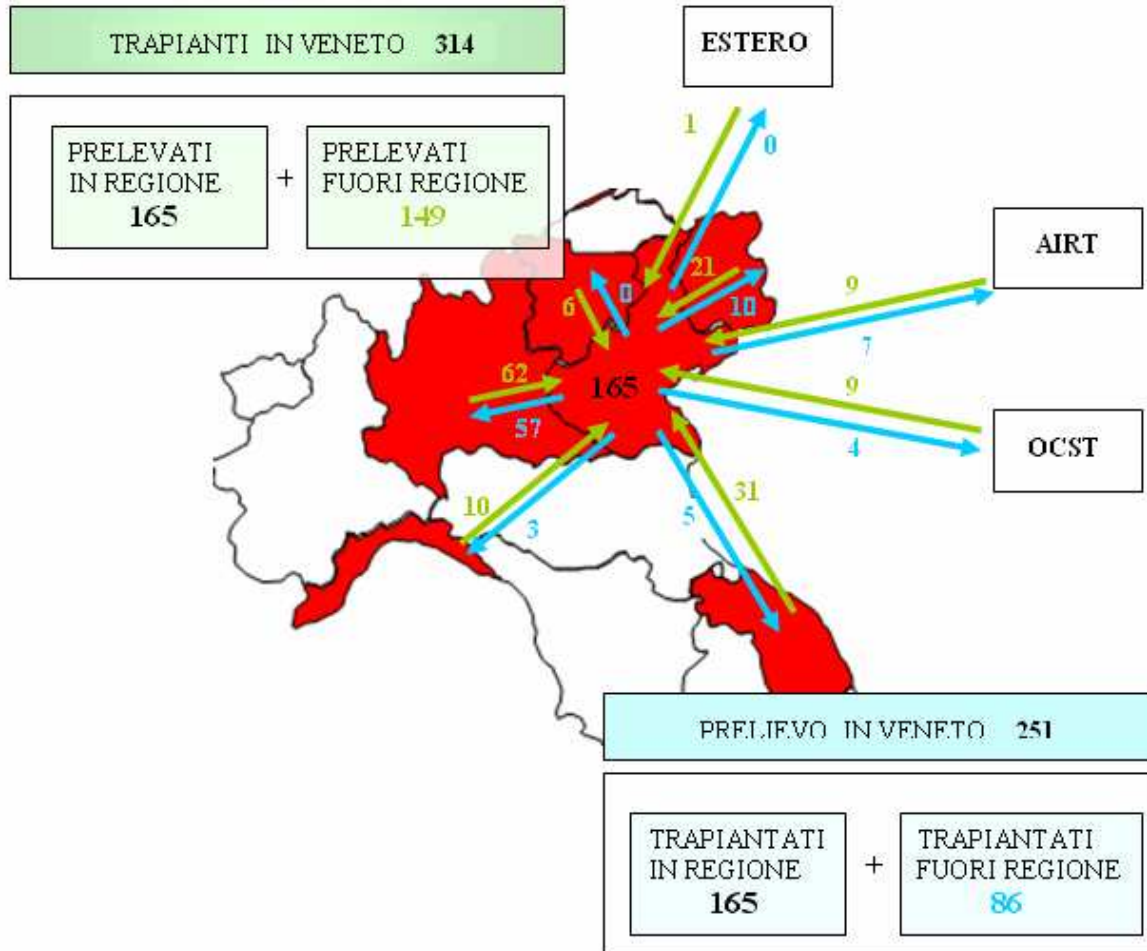 TRAPIANTI IN VENETO 314
PRELEVATI
IN REGIONE
165
+
PRELEVATI
FUORI REGIONE
149
ESTERO
1
0
AIRT
21
10
9
7
6
0
62
57
165
9
4
OCST
10
3
31
5
PRELIEVO IN VENETO 251
TRAPIANTATI
IN REGIONE
165
+
TRAPIANTATI
FUORI REGIONE
86